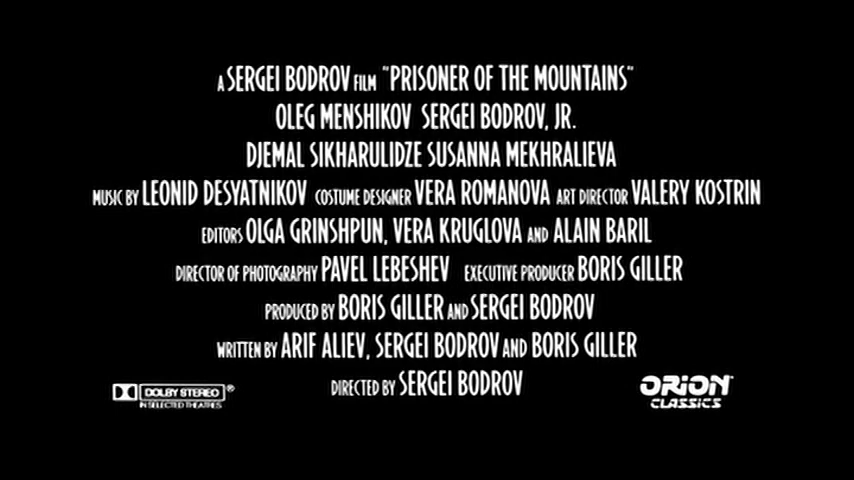 A SERGEI BODROV FILM "PRISONER OF THE MOUNTAINS"
OLEG MENSHIKOV SERGEI BODROV, JR.
DJEMAL SIKHARULIDZE SUSANNA MEKHRALIEVA
MUSIC BY LEONID DESYATNIKOV COSTUME DESIGNER VERA ROMANOVA ART DIRECTOR VALERY KOSTRIN
EDITORS OLGA GRINSHPUN, VERA KRUGLOVA AND ALAIN BARIL
DIRECTOR OF PHOTOGRAPHY PAVEL LEBESHEV EXECUTIVE PRODUCER BORIS GILLER
PRODUCED BY BORIS GILLER AND SERGEI BODROV
WRITTEN BY ARIF ALIEV, SERGEI BODROV AND BORIS GILLER
DIRECTED BY SERGEI BODROV
DOLBY STEREO®
IN SELECTED THEATRES
ORION
CLASSICS